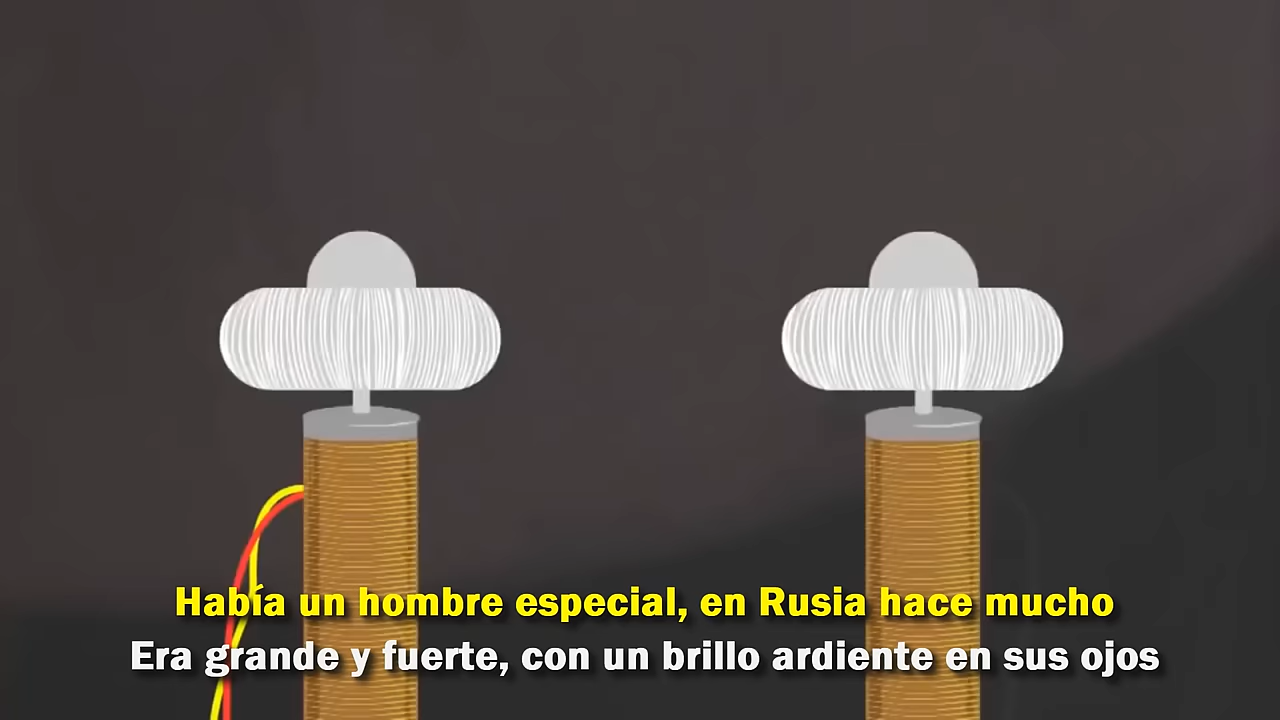 Había un hombre especial, en Rusia hace mucho
Era grande y fuerte, con un brillo ardiente en sus ojos